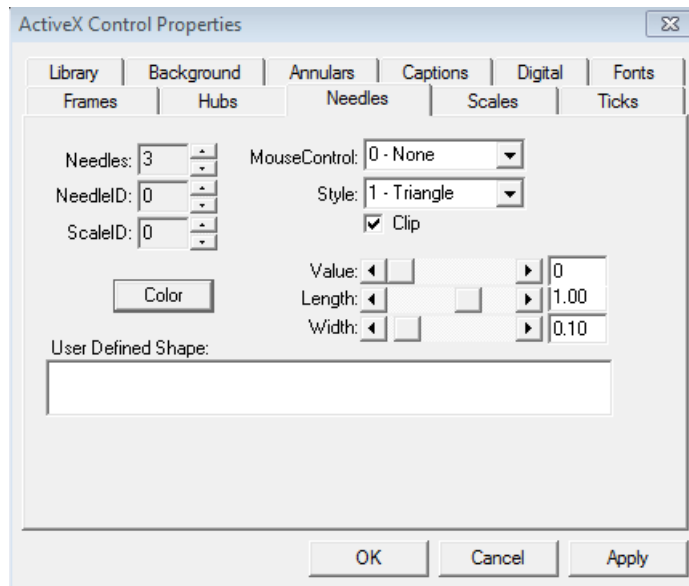 ActiveX Control Properties
Library Background Annulars Captions Digital Fonts
Frames Hubs Needles Scales Ticks
Needles: 3 MouseControl: 0 - None
NeedleID: 0 Style: 1 - Triangle
ScaleID: 0 Clip
Value: 0
Color Length: 1.00
Width: 0.10
User Defined Shape:
OK Cancel Apply